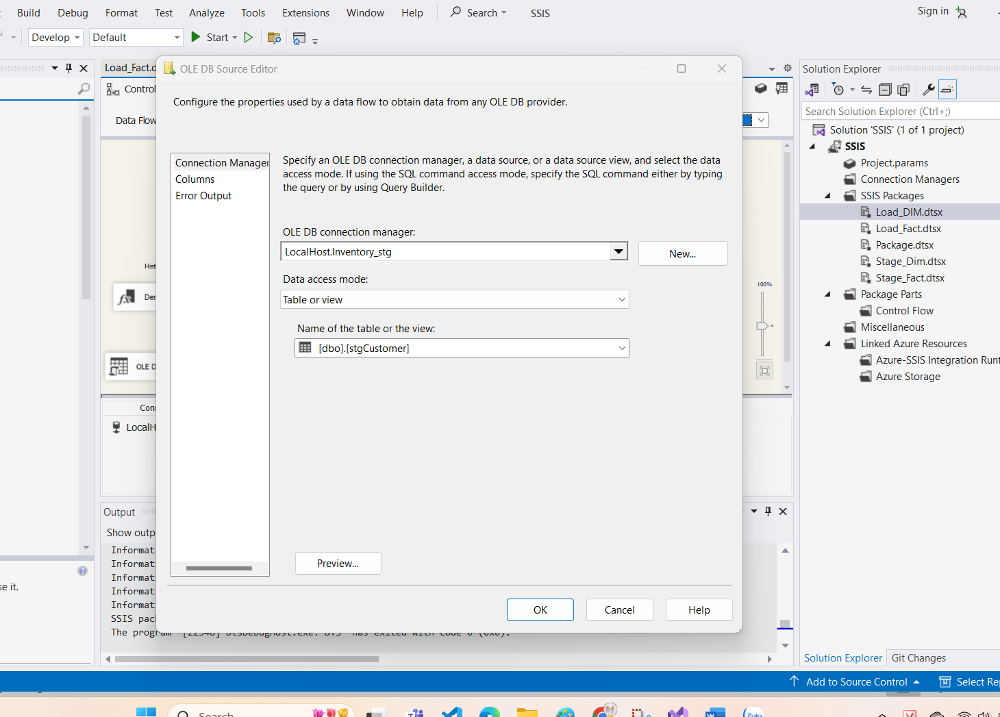 Build Debug Format Test Analyze Tools Extensions Window Help Search SSIS Sign in
Develop Default Start
Load_Fact.d
Control
Data Flow
Hist
Der
OLE D
Conn
LocalH
OLE DB Source Editor
Configure the properties used by a data flow to obtain data from any OLE DB provider.
Connection Manager
Columns
Error Output
Specify an OLE DB connection manager, a data source, or a data source view, and select the data
access mode. If using the SQL command access mode, specify the SQL command either by typing
the query or by using Query Builder.
OLE DB connection manager:
LocalHost.Inventory_stg
New...
Data access mode:
Table or view
Name of the table or the view:
[dbo].[stgCustomer]
Preview...
OK Cancel Help
100%
Output
Show outp
Informat
Informat
Informat
Informat
Informat
SSIS pack
The program '[22548] DtsDebugHost.exe: DTS' has exited with code 0 (0x0).
se it.
Solution Explorer
Search Solution Explorer (Ctrl+;)
Solution 'SSIS' (1 of 1 project)
SSIS
Project.params
Connection Managers
SSIS Packages
Load_DIM.dtsx
Load_Fact.dtsx
Package.dtsx
Stage_Dim.dtsx
Stage_Fact.dtsx
Package Parts
Control Flow
Miscellaneous
Linked Azure Resources
Azure-SSIS Integration Runt
Azure Storage
Solution Explorer Git Changes
Add to Source Control Select Re
Search
Zulu